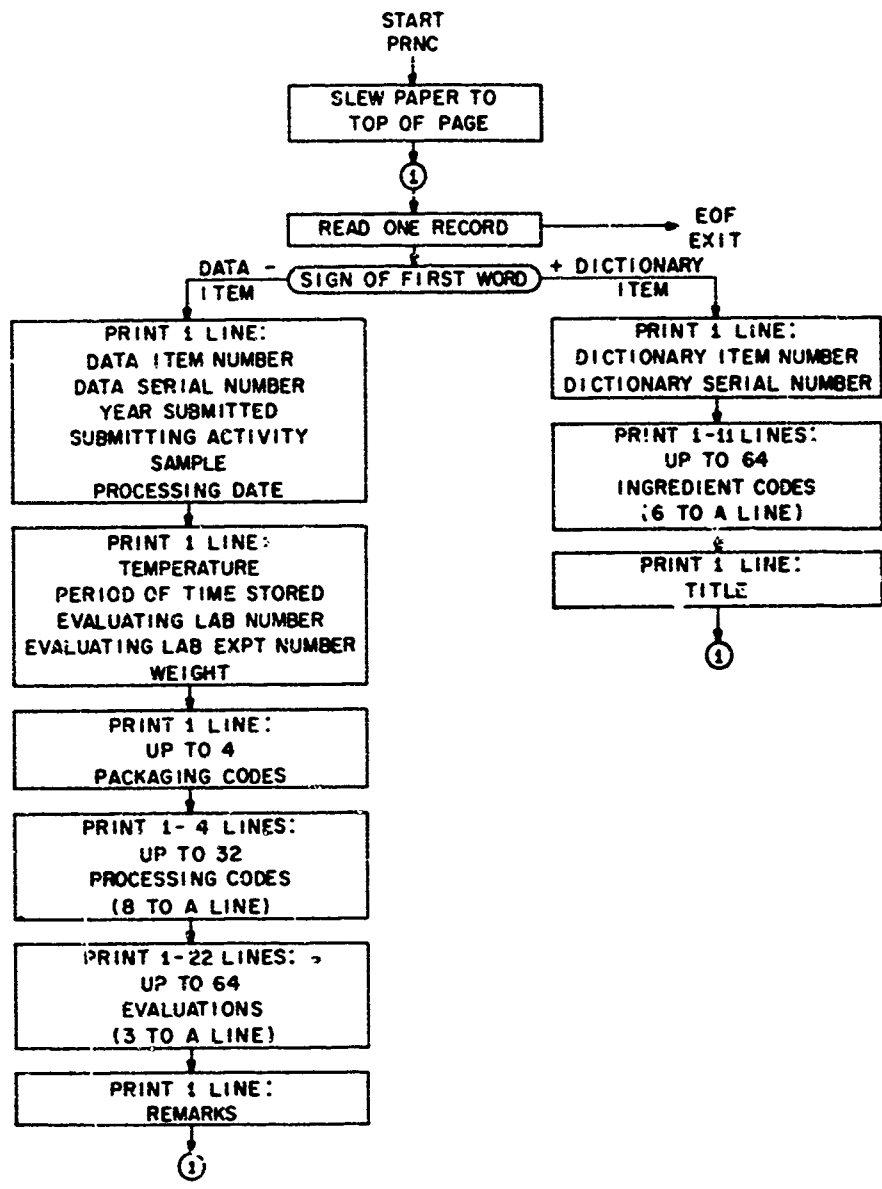 START
PRNC
SLEW PAPER TO
TOP OF PAGE
1
READ ONE RECORD
EOF
EXIT
SIGN OF FIRST WORD
DATA -
ITEM
+ DICTIONARY
ITEM
PRINT 1 LINE:
DATA ITEM NUMBER
DATA SERIAL NUMBER
YEAR SUBMITTED
SUBMITTING ACTIVITY
SAMPLE
PROCESSING DATE
PRINT 1 LINE:
TEMPERATURE
PERIOD OF TIME STORED
EVALUATING LAB NUMBER
EVALUATING LAB EXPT NUMBER
WEIGHT
PRINT 1 LINE:
UP TO 4
PACKAGING CODES
PRINT 1-4 LINES:
UP TO 32
PROCESSING CODES
(8 TO A LINE)
PRINT 1-22 LINES:
UP TO 64
EVALUATIONS
(3 TO A LINE)
PRINT 1 LINE:
REMARKS
1
PRINT 1 LINE:
DICTIONARY ITEM NUMBER
DICTIONARY SERIAL NUMBER
PRINT 1-11 LINES:
UP TO 64
INGREDIENT CODES
(6 TO A LINE)
PRINT 1 LINE:
TITLE
1